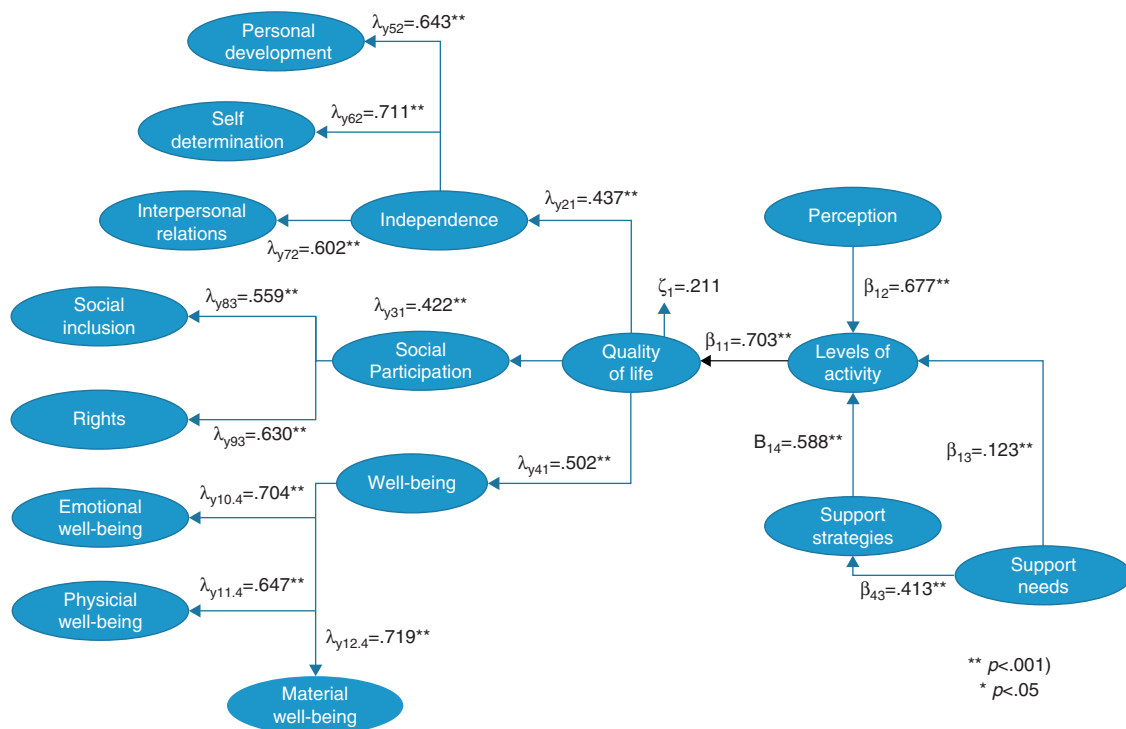 Personal
development
λy52=.643**
Self
determination
λy62=.711**
Interpersonal
relations
λy72=.602**
Independence
λy21=.437**
Perception
β12=.677**
Social
inclusion
λy83=.559**
λy31=.422**
ζ1=.211
Social
Participation
Quality
of life
β11=.703**
Levels of
activity
Rights
λy93=.630**
B14=.588**
β13=.123**
Well-being
λy41=.502**
Emotional
well-being
λy10.4=.704**
Support
strategies
Physicial
well-being
λy11.4=.647**
β43=.413**
Support
needs
λy12.4=.719**
Material
well-being
** p<.001)
* p<.05